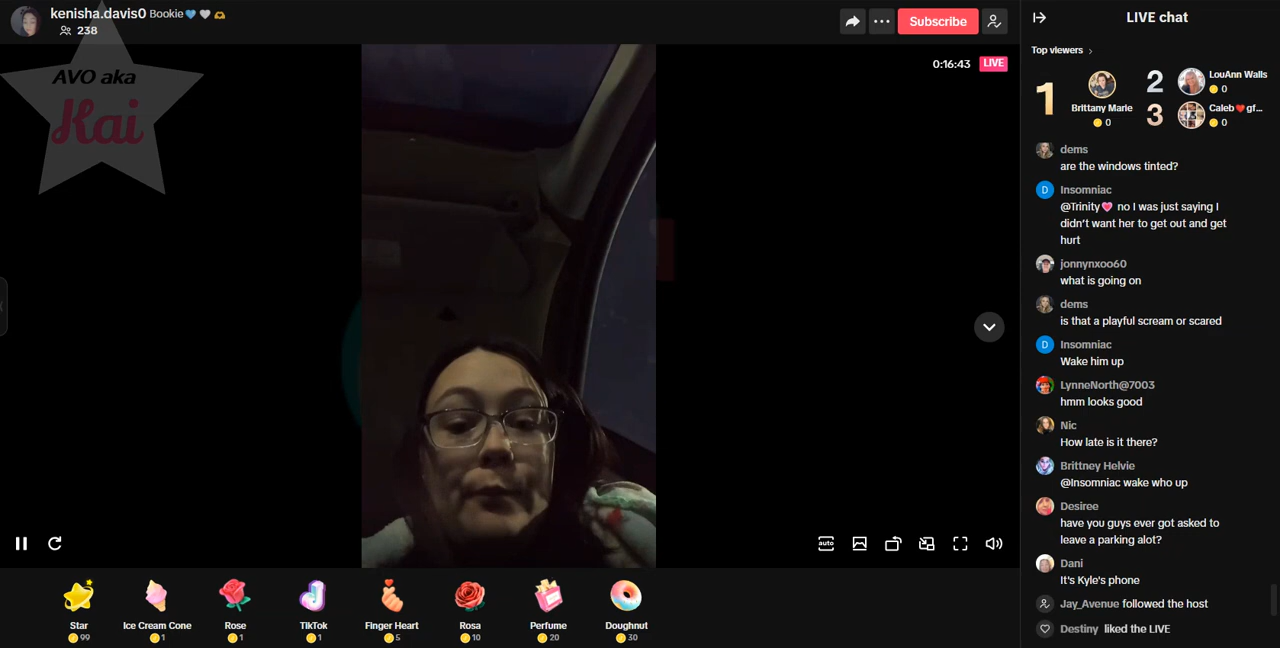 kenisha.davis0 Bookie💙🤍🫶
238
Subscribe
AVO aka
Kai
0:16:43 LIVE
LIVE chat
Top viewers
1
Brittany Marie
0
2
LouAnn Walls
0
3
Caleb❤️gf...
0
dems
are the windows tinted?
D
Insomniac
@Trinity💗 no I was just saying I
didn't want her to get out and get
hurt
jonnynxoo60
what is going on
dems
is that a playful scream or scared
D
Insomniac
Wake him up
LynneNorth@7003
hmm looks good
Nic
How late is it there?
Brittney Helvie
@Insomniac wake who up
Desiree
have you guys ever got asked to
leave a parking alot?
Dani
It's Kyle's phone
Jay_Avenue followed the host
Destiny liked the LIVE
auto
Star
99
Ice Cream Cone
1
Rose
1
TikTok
1
Finger Heart
5
Rosa
10
Perfume
20
Doughnut
30